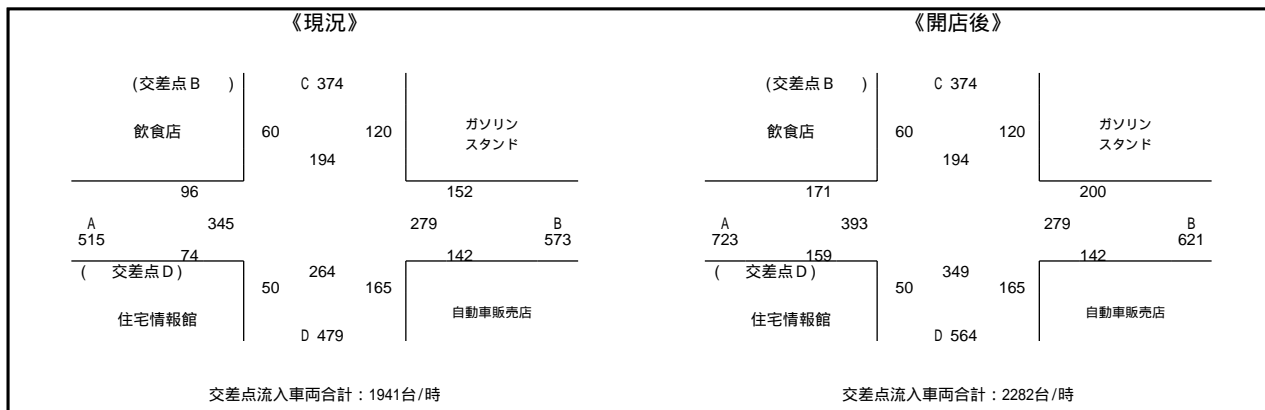 《現況》
(交差点B　)
C 374
飲食店
60
120
ガソリン
スタンド
194
96
152
A
515
345
279
B
573
74
142
(　交差点D)
264
50
165
住宅情報館
自動車販売店
D 479
交差点流入車両合計：1941台/時
《開店後》
(交差点B　)
C 374
飲食店
60
120
ガソリン
スタンド
194
171
200
A
723
393
279
B
621
159
142
(　交差点D)
349
50
165
住宅情報館
自動車販売店
D 564
交差点流入車両合計：2282台/時